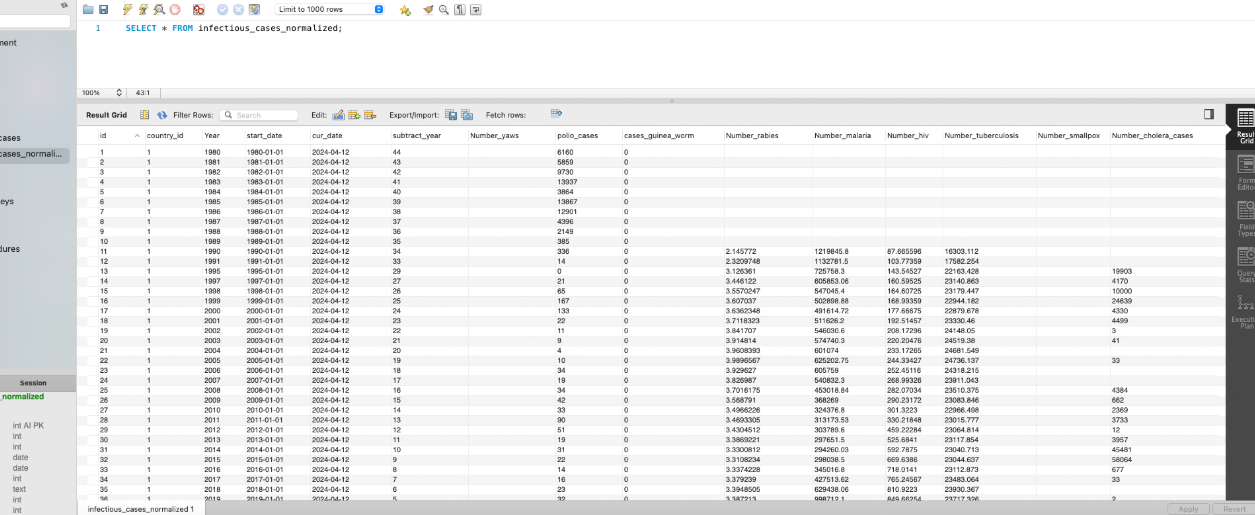 Limit to 1000 rows
1 SELECT * FROM infectious_cases_normalized;
ment
cases
cases_normali...
eys
dures
Session
_normalized
int AI PK
int
int
date
date
int
text
int
int
100% 43:1
Result Grid Filter Rows: Search Edit: Export/Import: Fetch rows:
id country_id Year start_date cur_date subtract_year Number_yaws polio_cases cases_guinea_worm Number_rabies Number_malaria Number_hiv Number_tuberculosis Number_smallpox Number_cholera_cases
1 1 1980 1980-01-01 2024-04-12 44 6160 0
2 1 1981 1981-01-01 2024-04-12 43 5859 0
3 1 1982 1982-01-01 2024-04-12 42 9730 0
4 1 1983 1983-01-01 2024-04-12 41 13937 0
5 1 1984 1984-01-01 2024-04-12 40 3864 0
6 1 1985 1985-01-01 2024-04-12 39 13867 0
7 1 1986 1986-01-01 2024-04-12 38 12901 0
8 1 1987 1987-01-01 2024-04-12 37 4396 0
9 1 1988 1988-01-01 2024-04-12 36 2149 0
10 1 1989 1989-01-01 2024-04-12 35 385 0
11 1 1990 1990-01-01 2024-04-12 34 336 0 2.145772 1219845.8 87.665596 16303.112
12 1 1991 1991-01-01 2024-04-12 33 14 0 2.3209748 1132781.5 103.77359 17582.254
13 1 1995 1995-01-01 2024-04-12 29 0 0 3.126361 725758.3 143.54527 22163.428 19903
14 1 1997 1997-01-01 2024-04-12 27 21 0 3.446122 605853.06 160.59525 23140.863 4170
15 1 1998 1998-01-01 2024-04-12 26 65 0 3.5570247 547045.4 164.60725 23179.447 10000
16 1 1999 1999-01-01 2024-04-12 25 167 0 3.607037 502898.88 168.99359 22944.182 24639
17 1 2000 2000-01-01 2024-04-12 24 133 0 3.6362348 491614.72 177.66675 22879.678 4330
18 1 2001 2001-01-01 2024-04-12 23 22 0 3.7118323 511626.2 192.51457 23330.46 4499
19 1 2002 2002-01-01 2024-04-12 22 11 0 3.841707 546030.6 208.17296 24148.05 3
20 1 2003 2003-01-01 2024-04-12 21 9 0 3.914814 574740.3 220.20476 24519.38 41
21 1 2004 2004-01-01 2024-04-12 20 4 0 3.9608393 601074 233.17265 24681.549
22 1 2005 2005-01-01 2024-04-12 19 10 0 3.9896567 625202.75 244.33427 24736.137 33
23 1 2006 2006-01-01 2024-04-12 18 34 0 3.929627 605759 252.45116 24318.215
24 1 2007 2007-01-01 2024-04-12 17 19 0 3.826987 540832.3 268.99326 23911.043
25 1 2008 2008-01-01 2024-04-12 16 34 0 3.7016175 453018.84 282.07034 23510.375 4384
26 1 2009 2009-01-01 2024-04-12 15 42 0 3.568791 368269 290.23172 23083.846 662
27 1 2010 2010-01-01 2024-04-12 14 33 0 3.4966226 324376.8 301.3223 22966.498 2369
28 1 2011 2011-01-01 2024-04-12 13 90 0 3.4693305 313173.53 330.21848 23015.777 3733
29 1 2012 2012-01-01 2024-04-12 12 51 0 3.4304512 303789.6 459.22284 23064.814 12
30 1 2013 2013-01-01 2024-04-12 11 19 0 3.3869221 297651.5 525.6841 23117.854 3957
31 1 2014 2014-01-01 2024-04-12 10 31 0 3.3300812 294260.03 592.7875 23040.713 45481
32 1 2015 2015-01-01 2024-04-12 9 22 0 3.3108234 298038.5 669.6386 23044.637 58064
33 1 2016 2016-01-01 2024-04-12 8 14 0 3.3374228 345016.8 718.0141 23112.873 677
34 1 2017 2017-01-01 2024-04-12 7 16 0 3.379239 427513.62 765.24567 23483.064 33
35 1 2018 2018-01-01 2024-04-12 6 23 0 3.3948505 629438.06 810.9223 23930.367
36 1 2019 2019-01-01 2024-04-12 5 32 0 3.387213 998712.1 849.66254 23717.326 2
Result
Grid
Form
Editor
Field
Types
Query
Stats
Execution
Plan
infectious_cases_normalized 1 Apply Revert